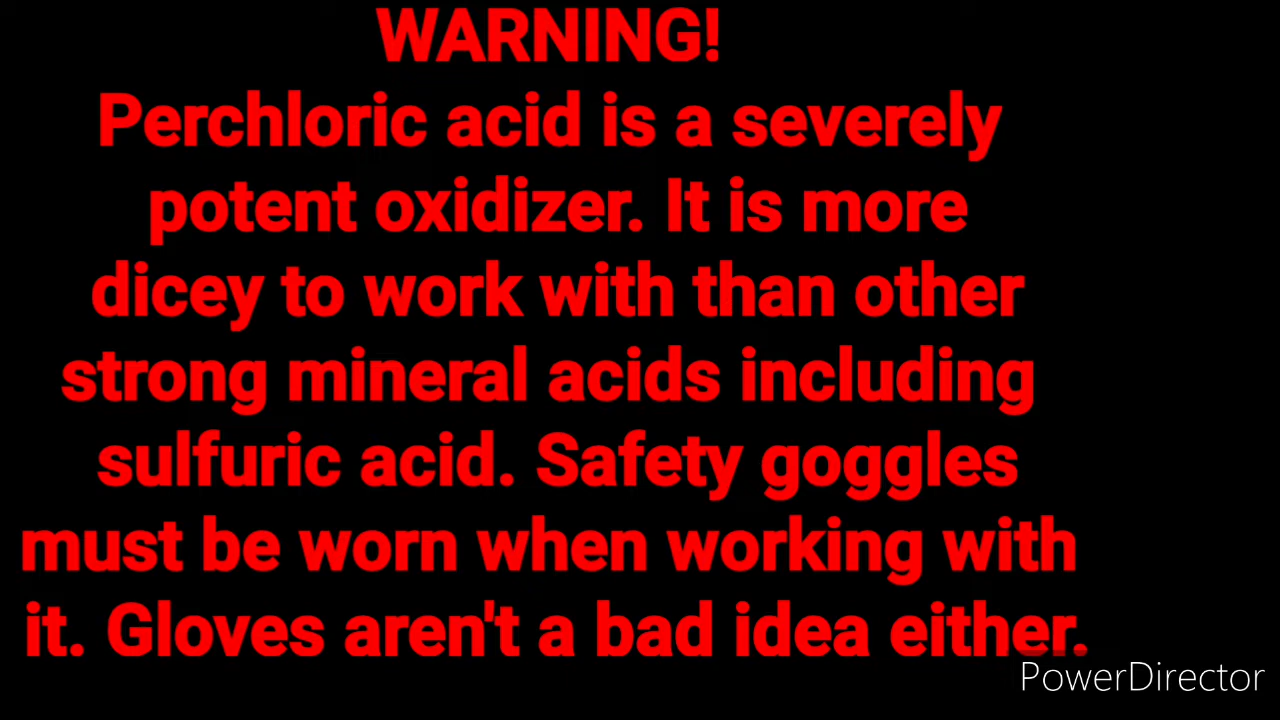 WARNING!
Perchloric acid is a severely
potent oxidizer. It is more
dicey to work with than other
strong mineral acids including
sulfuric acid. Safety goggles
must be worn when working with
it. Gloves aren't a bad idea either.
PowerDirector